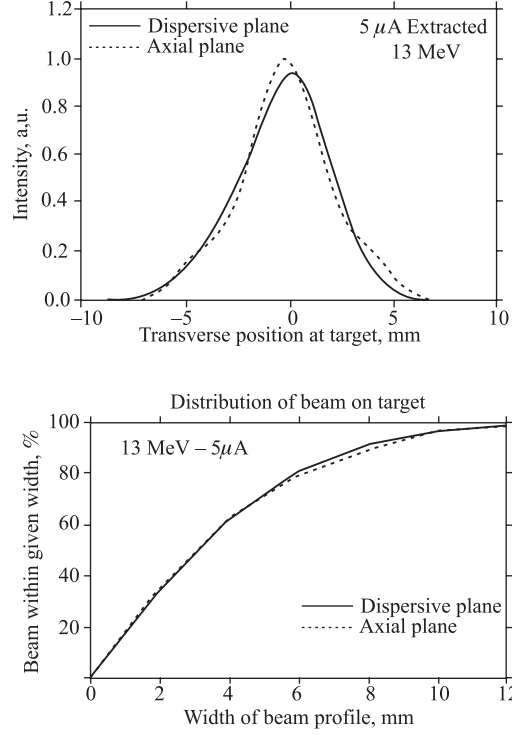 1.2
Dispersive plane
Axial plane
5 μA Extracted
13 MeV
1.0
0.8
0.6
0.4
0.2
0.0
Intensity, a,u.
−10
−5
0
5
10
Transverse position at target, mm
Distribution of beam on target
100
13 MeV – 5μA
80
60
40
20
Beam within given width, %
Dispersive plane
Axial plane
0
2
4
6
8
10
12
Width of beam profile, mm